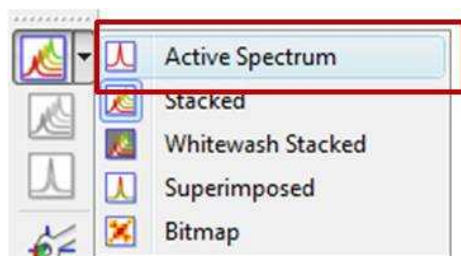 Active Spectrum
Stacked
Whitewash Stacked
Superimposed
Bitmap